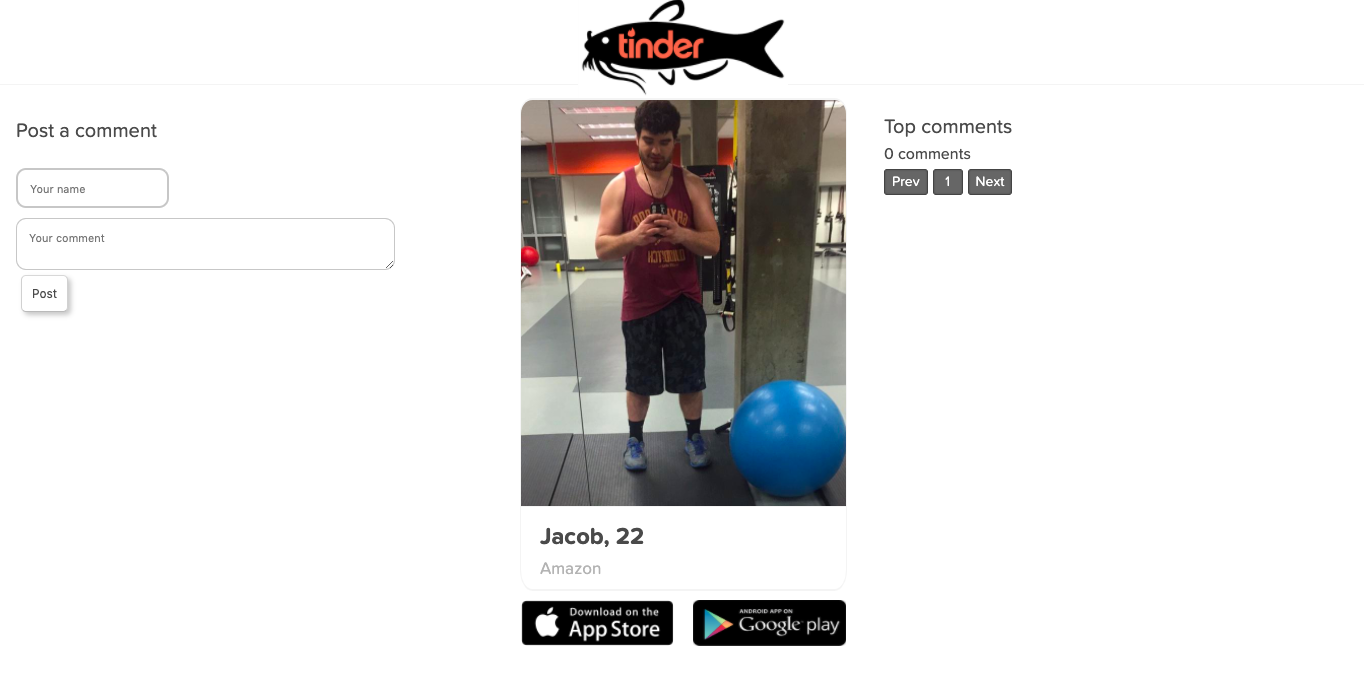 tinder
Post a comment
Your name
Your comment
Post
Jacob, 22
Amazon
Download on the
App Store
ANDROID APP ON
Google play
Top comments
0 comments
Prev 1 Next